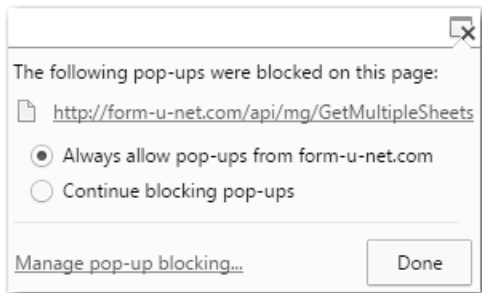 The following pop-ups were blocked on this page:
http://form-u-net.com/api/mg/GetMultipleSheets
Always allow pop-ups from form-u-net.com
Continue blocking pop-ups
Manage pop-up blocking...
Done